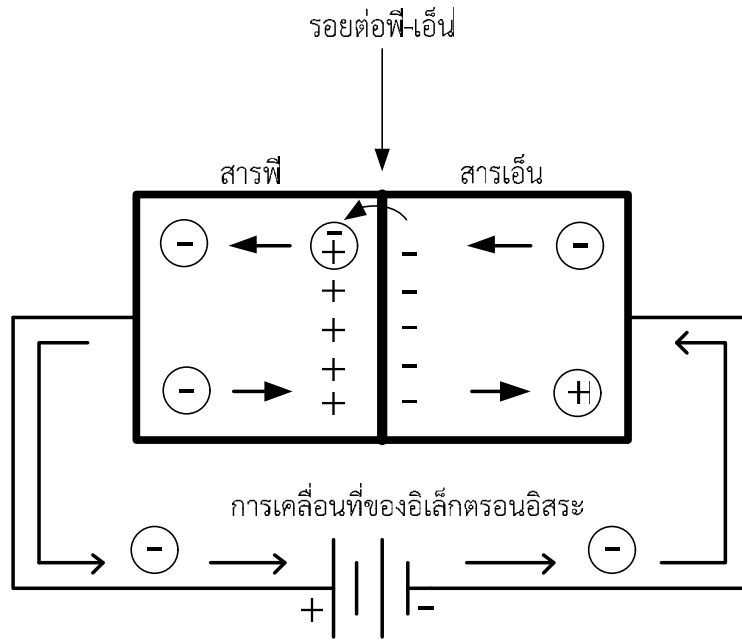 รอยต่อพี-เอ็น
สารพี สารเอ็น
- - + - -
+ -
+ -
+ -
- + - +
การเคลื่อนที่ของอิเล็กตรอนอิสระ
- -
+ -